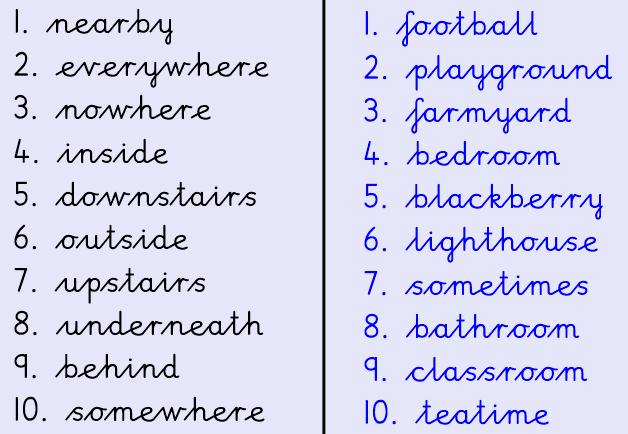 1. nearby
2. everywhere
3. nowhere
4. inside
5. downstairs
6. outside
7. upstairs
8. underneath
9. behind
10. somewhere
1. football
2. playground
3. farmyard
4. bedroom
5. blackberry
6. lighthouse
7. sometimes
8. bathroom
9. classroom
10. teatime